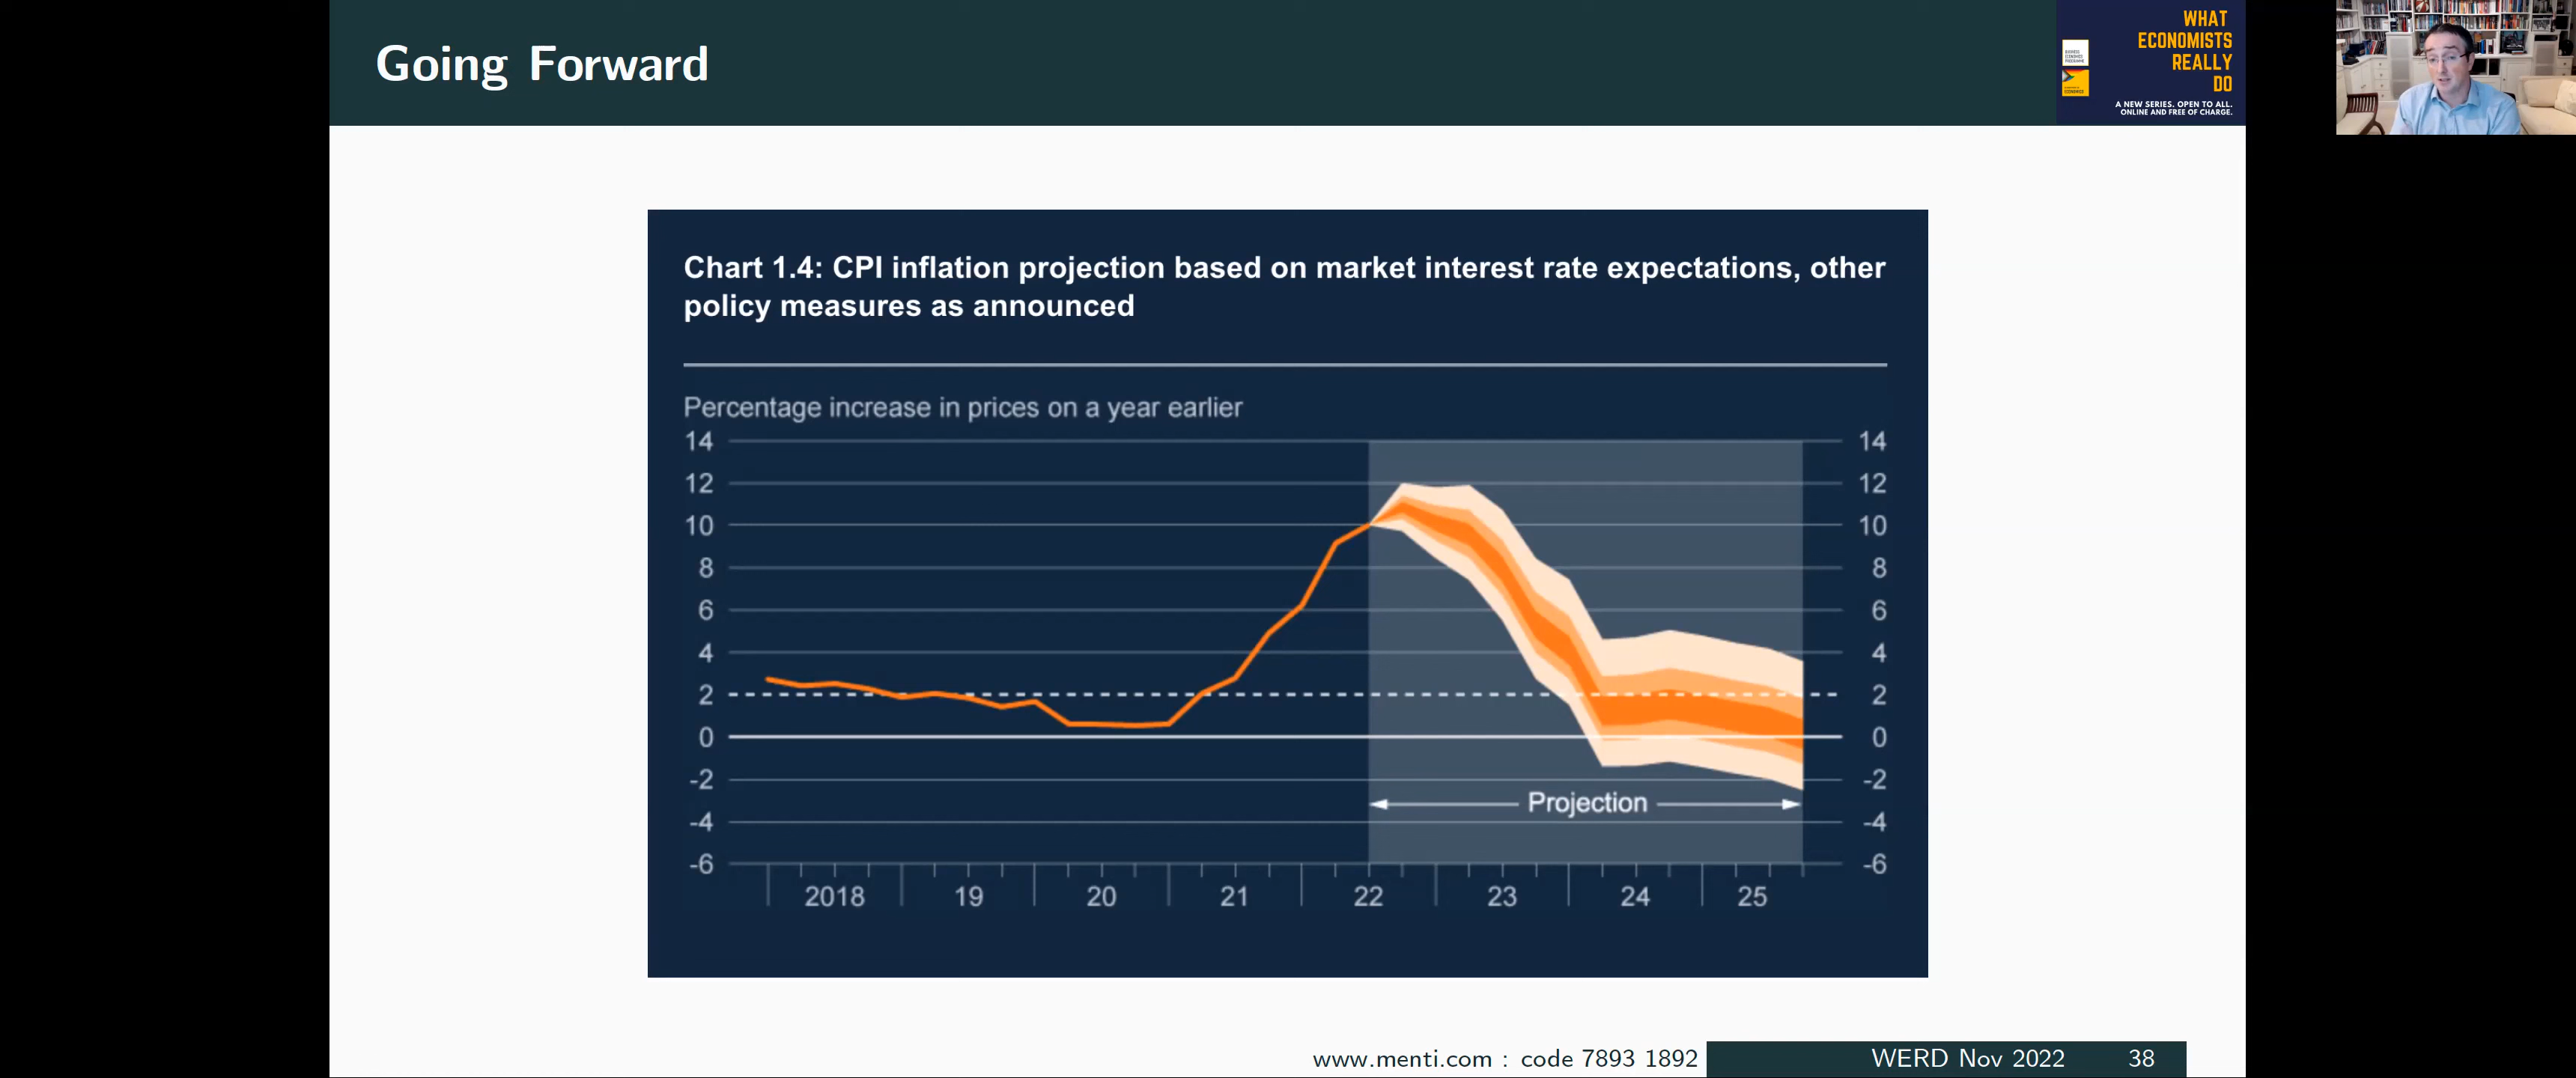 Going Forward
WHAT
ECONOMISTS
REALLY
DO
A NEW SERIES. OPEN TO ALL.
ONLINE AND FREE OF CHARGE.
Chart 1.4: CPI inflation projection based on market interest rate expectations, other
policy measures as announced
Percentage increase in prices on a year earlier
14 14
12 12
10 10
8 8
6 6
4 4
2 2
0 0
-2 -2
Projection
-4 -4
-6 -6
2018 19 20 21 22 23 24 25
www.menti.com : code 7893 1892 WERD Nov 2022 38